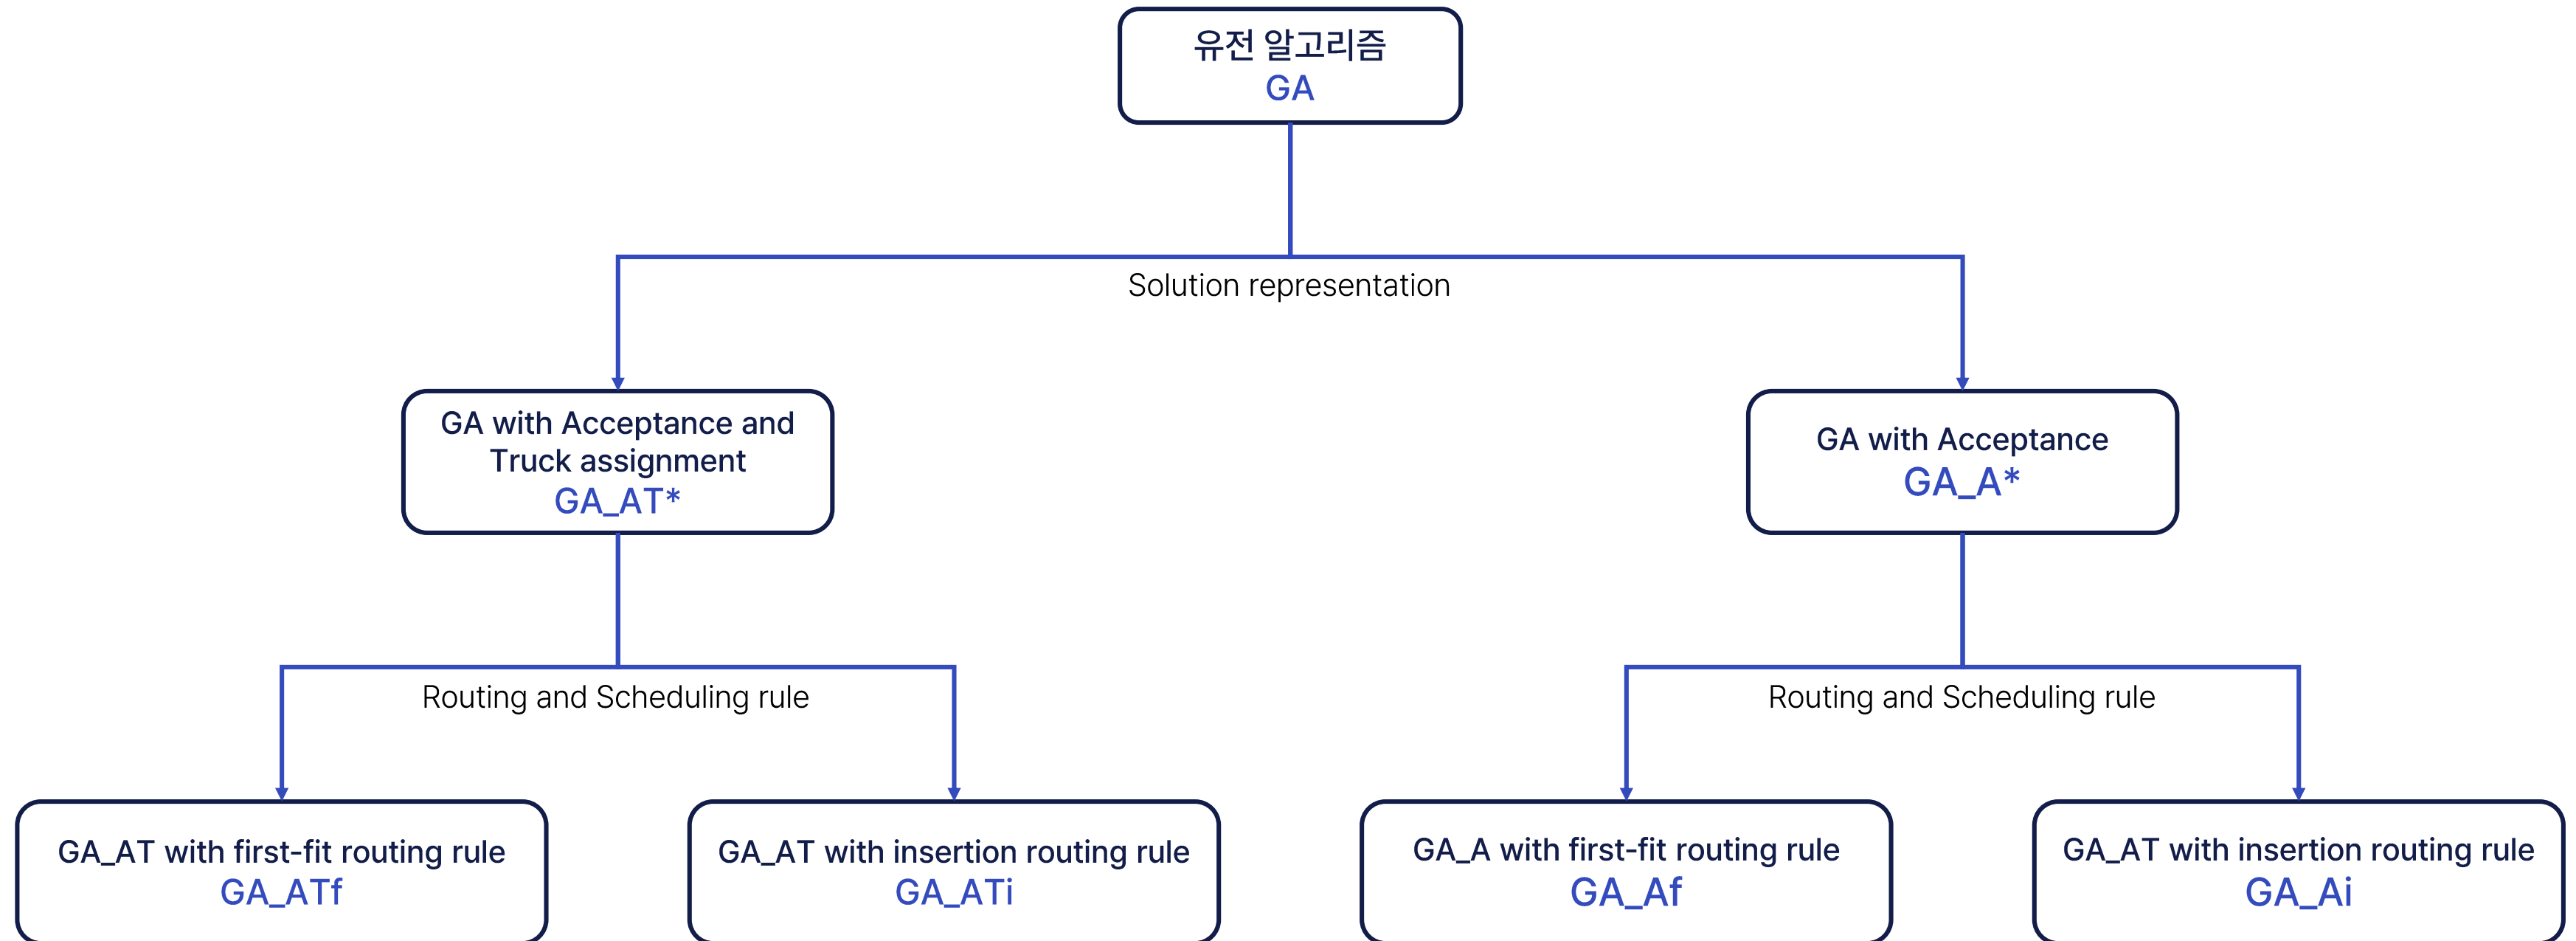 유전 알고리즘
GA
Solution representation
GA with Acceptance and
Truck assignment
GA_AT*
GA with Acceptance
GA_A*
Routing and Scheduling rule
Routing and Scheduling rule
GA_AT with first-fit routing rule
GA_ATf
GA_AT with insertion routing rule
GA_ATi
GA_A with first-fit routing rule
GA_Af
GA_AT with insertion routing rule
GA_Ai